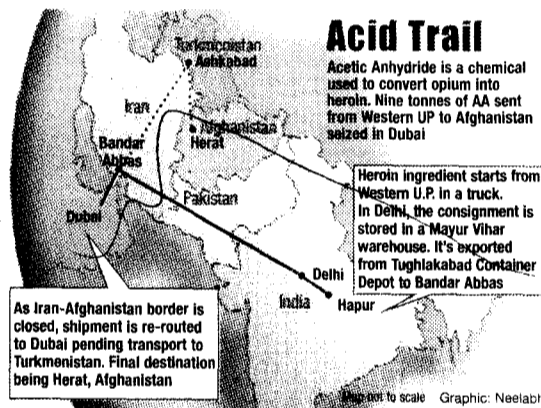 Acid Trail
Acetic Anhydride is a chemical
used to convert opium into
heroin. Nine tonnes of AA sent
from Western UP to Afghanistan
seized in Dubai
Turkmenistan
Ashkabad
Iran
Afghanistan
Herat
Bandar
Abbas
Pakistan
Dubai
Heroin ingredient starts from
Western U.P. in a truck.
In Delhi, the consignment is
stored in a Mayur Vihar
warehouse. It's exported
from Tughlakabad Container
Depot to Bandar Abbas
Delhi
India
Hapur
As Iran-Afghanistan border is
closed, shipment is re-routed
to Dubai pending transport to
Turkmenistan. Final destination
being Herat, Afghanistan
Map not to scale Graphic: Neelabh